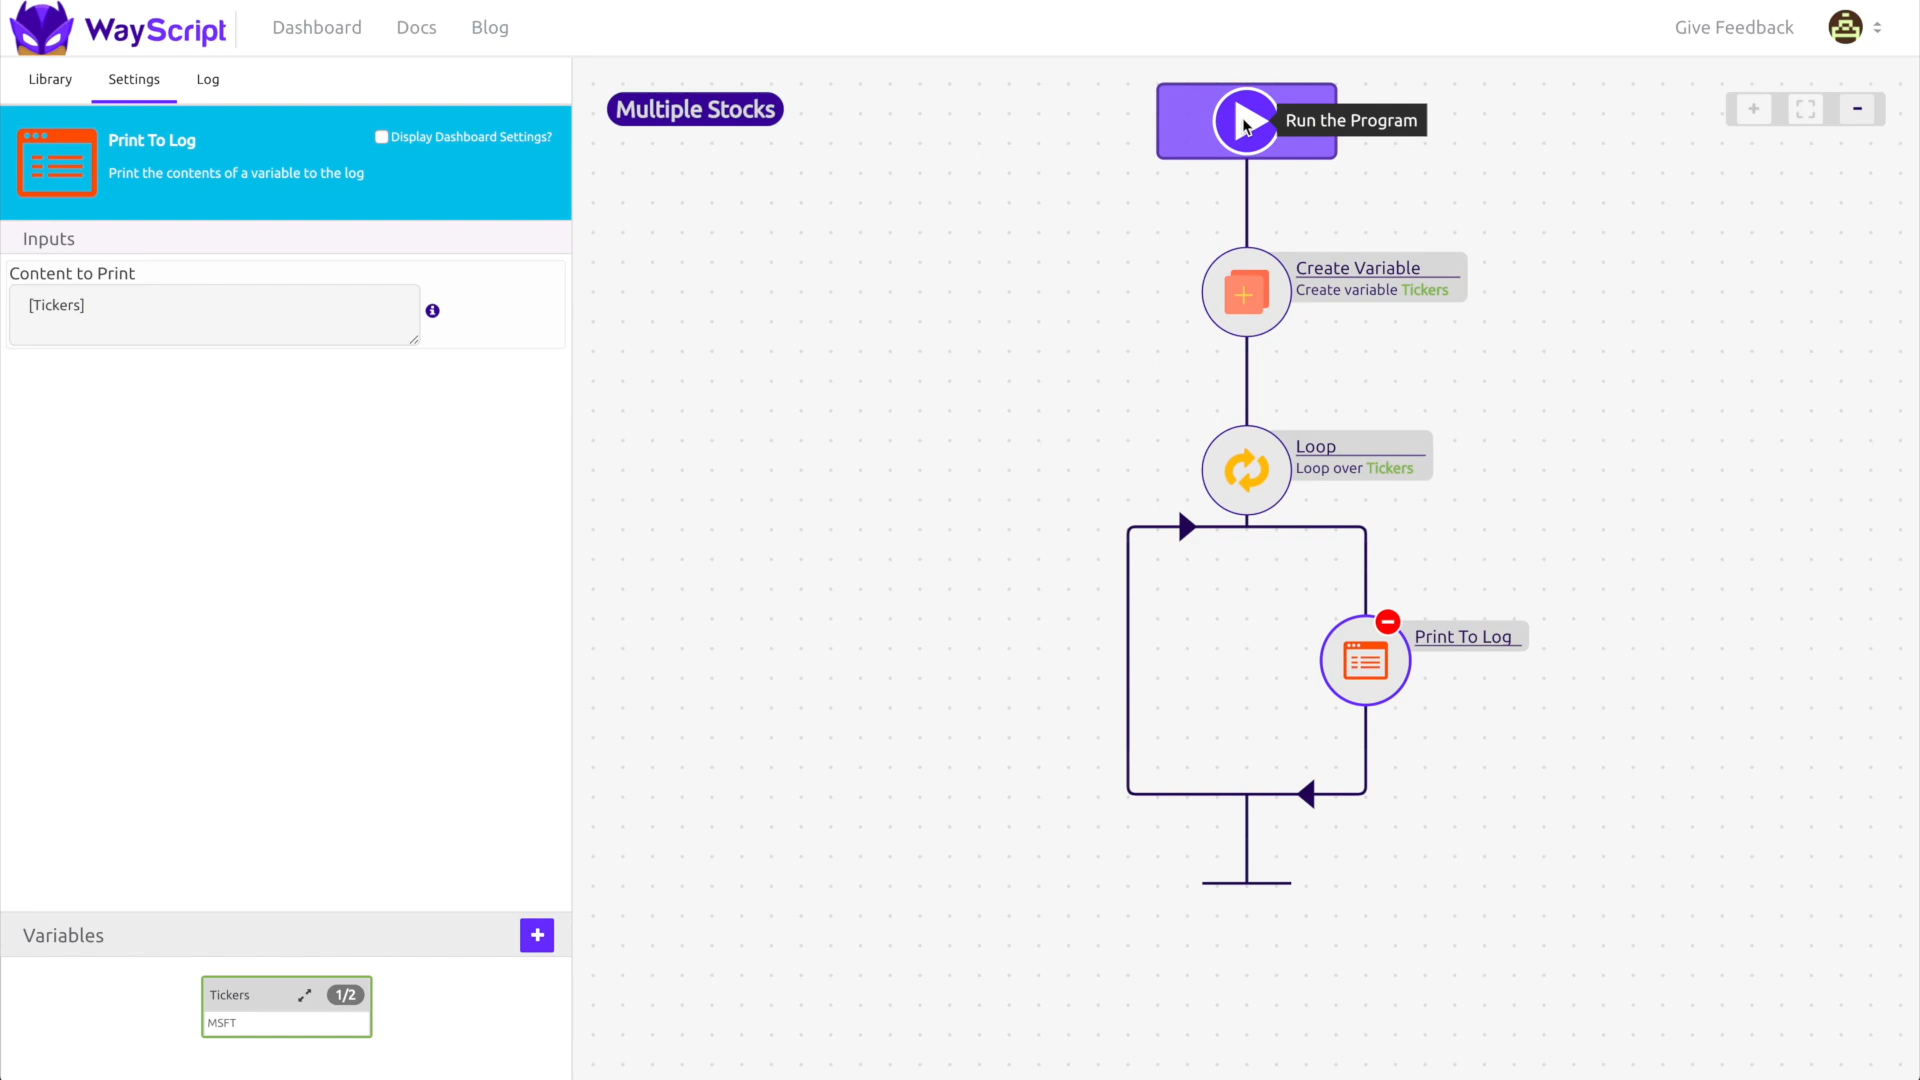 WayScript
Dashboard
Docs
Blog
Give Feedback
Library
Settings
Log
Print To Log
Display Dashboard Settings?
Print the contents of a variable to the log
Inputs
Content to Print
[Tickers]
Variables
Tickers
1/2
MSFT
Multiple Stocks
Run the Program
Create Variable
Create variable Tickers
Loop
Loop over Tickers
Print To Log